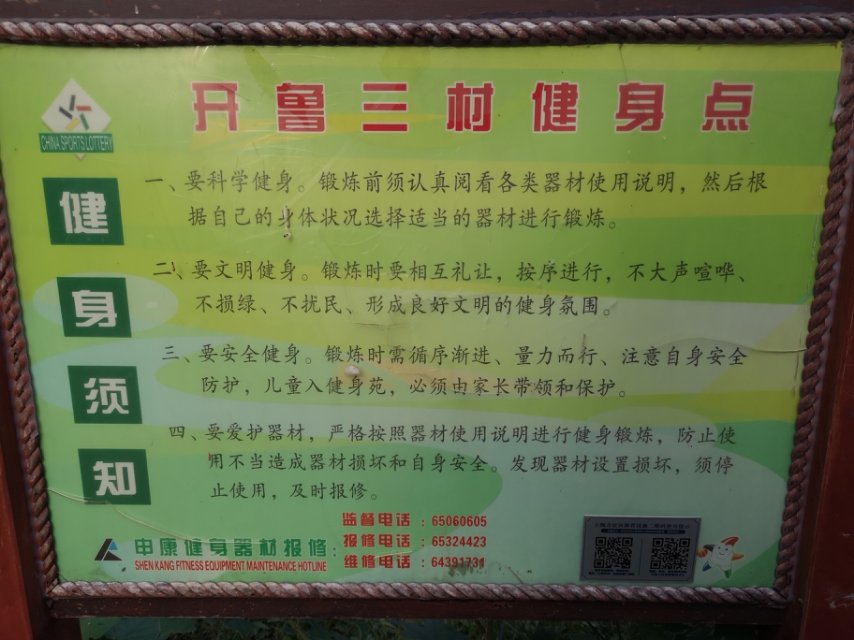 开鲁三村健身点
CHINA SPORTS LOTTERY
健身须知
一、要科学健身。锻炼前须认真阅看各类器材使用说明，然后根
据自己的身体状况选择适当的器材进行锻炼。
二、要文明健身。锻炼时要相互礼让，按序进行，不大声喧哗、
不损绿、不扰民、形成良好文明的健身氛围。
三、要安全健身。锻炼时需循序渐进、量力而行、注意自身安全
防护，儿童入健身苑，必须由家长带领和保护。
四、要爱护器材，严格按照器材使用说明进行健身锻炼，防止使
用不当造成器材损坏和自身安全。发现器材设置损坏，须停
止使用，及时报修。
申康健身器材报修：
SHEN KANG FITNESS EQUIPMENT MAINTENANCE HOTLINE
监督电话：65060605
报修电话：65324423
维修电话：64391731